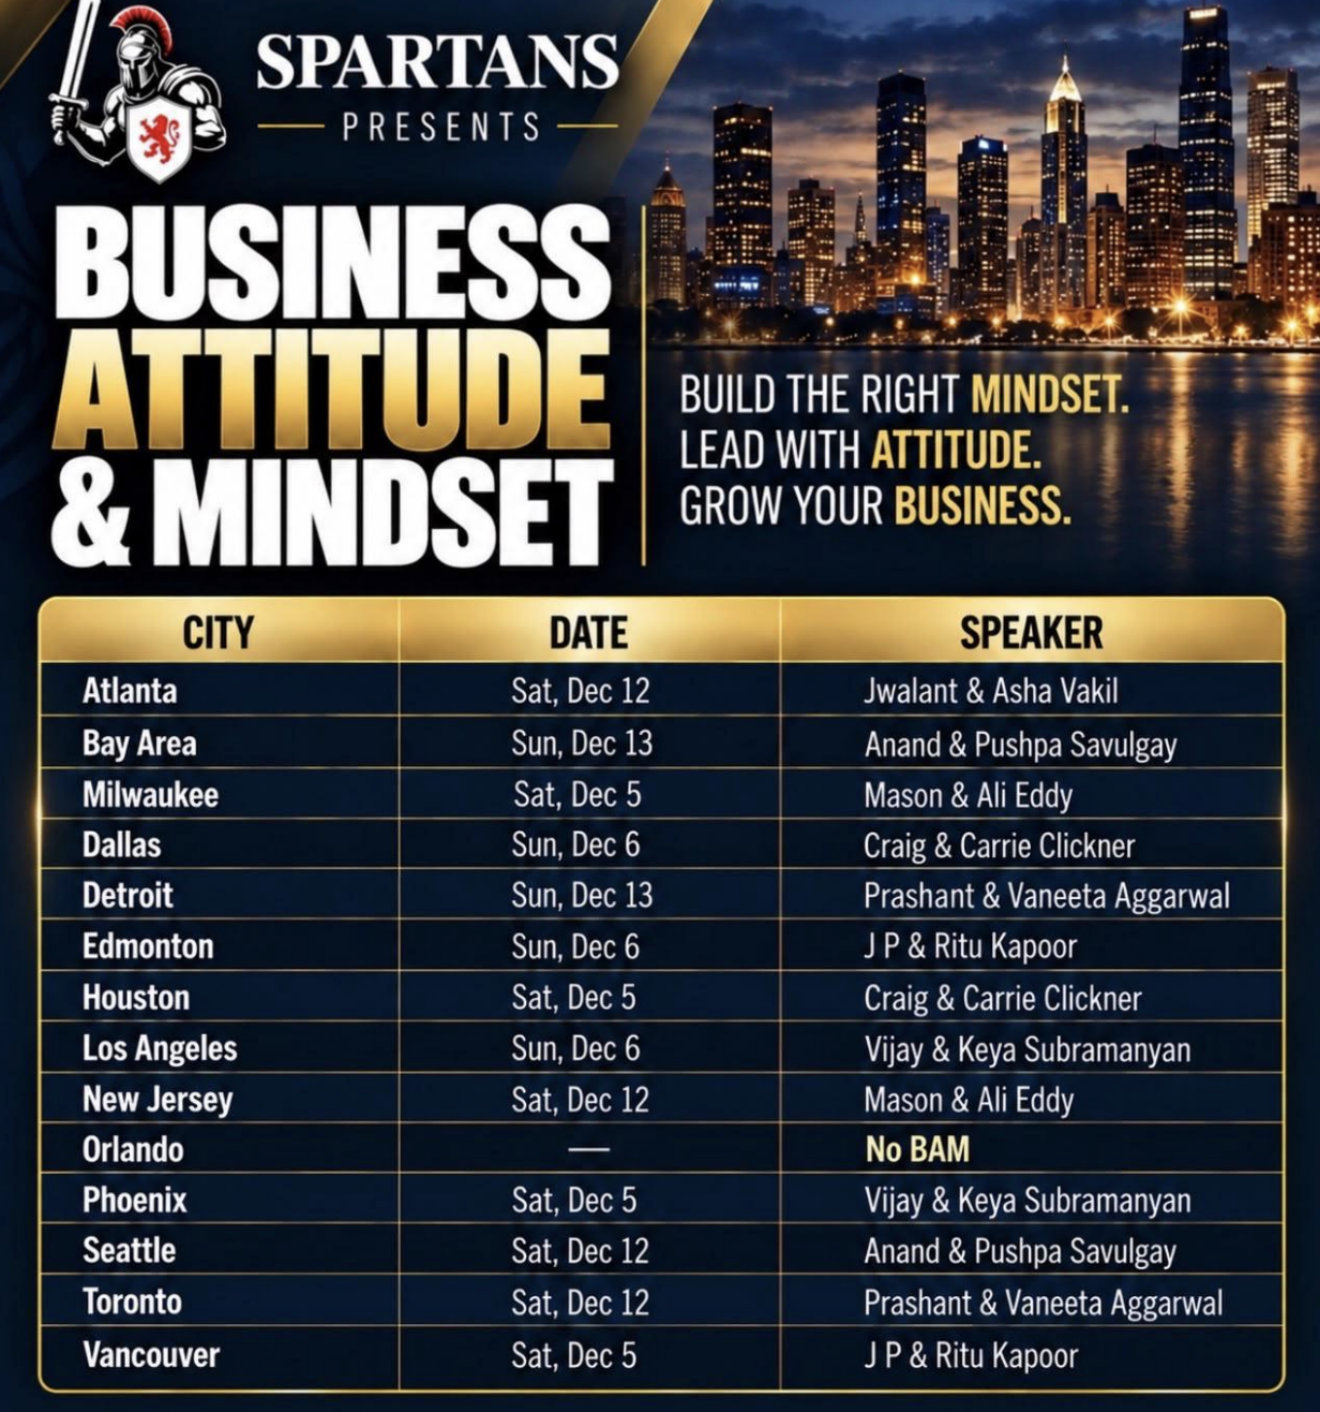 SPARTANS
PRESENTS
BUSINESS
ATTITUDE
& MINDSET
BUILD THE RIGHT MINDSET.
LEAD WITH ATTITUDE.
GROW YOUR BUSINESS.
CITY DATE SPEAKER
Atlanta Sat, Dec 12 Jwalant & Asha Vakil
Bay Area Sun, Dec 13 Anand & Pushpa Savulgay
Milwaukee Sat, Dec 5 Mason & Ali Eddy
Dallas Sun, Dec 6 Craig & Carrie Clickner
Detroit Sun, Dec 13 Prashant & Vaneeta Aggarwal
Edmonton Sun, Dec 6 J P & Ritu Kapoor
Houston Sat, Dec 5 Craig & Carrie Clickner
Los Angeles Sun, Dec 6 Vijay & Keya Subramanyan
New Jersey Sat, Dec 12 Mason & Ali Eddy
Orlando — No BAM
Phoenix Sat, Dec 5 Vijay & Keya Subramanyan
Seattle Sat, Dec 12 Anand & Pushpa Savulgay
Toronto Sat, Dec 12 Prashant & Vaneeta Aggarwal
Vancouver Sat, Dec 5 J P & Ritu Kapoor